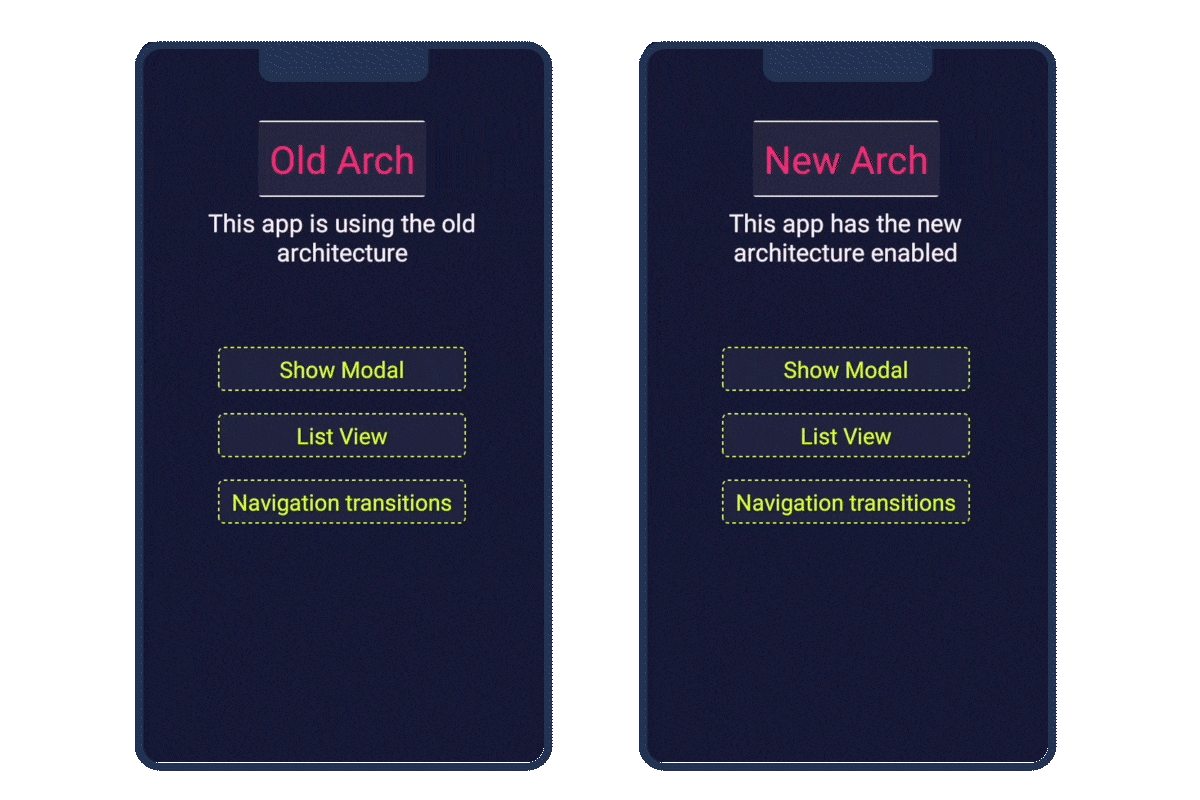 Old Arch
This app is using the old
architecture
Show Modal
List View
Navigation transitions
New Arch
This app has the new
architecture enabled
Show Modal
List View
Navigation transitions